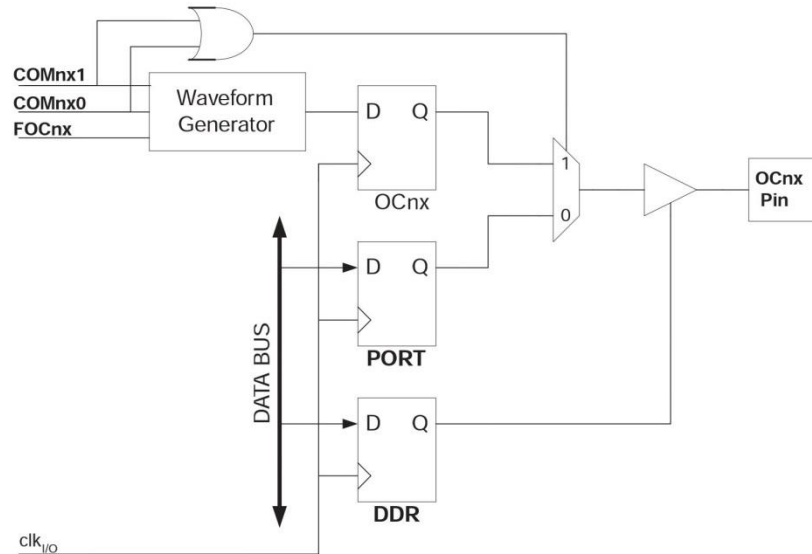 COMnx1
COMnx0
FOCnx
Waveform
Generator
D Q
OCnx
1
0
OCnx
Pin
D Q
PORT
DATA BUS
D Q
DDR
clkI/O